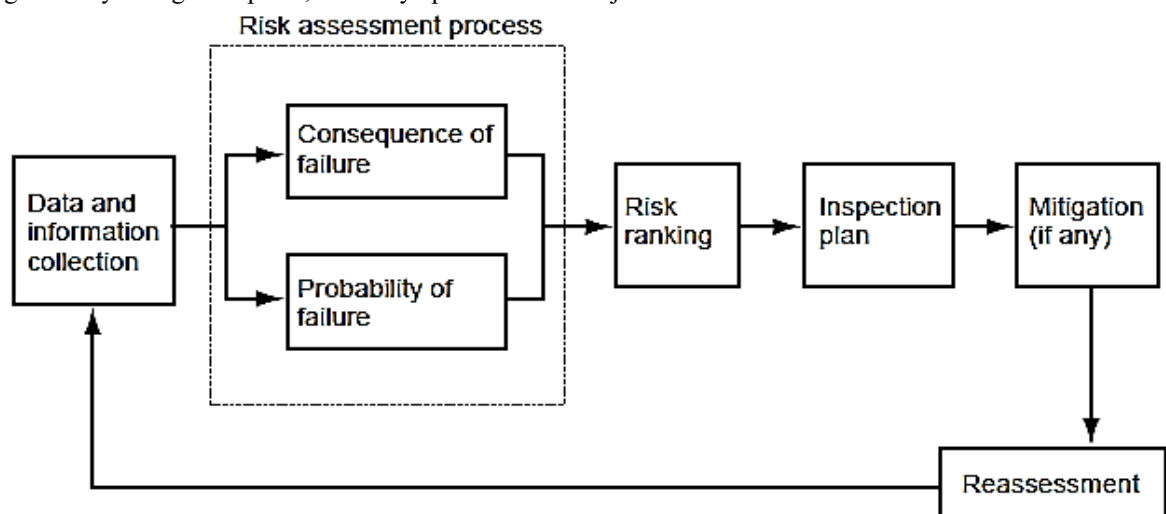 Risk assessment process
Consequence of
failure
Data and
information
collection
Probability of
failure
Risk
ranking
Inspection
plan
Mitigation
(if any)
Reassessment